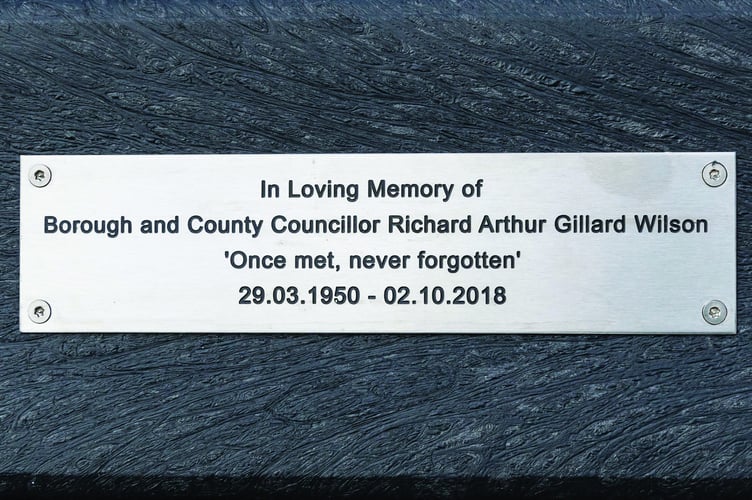 In Loving Memory of
Borough and County Councillor Richard Arthur Gillard Wilson
'Once met, never forgotten'
29.03.1950 - 02.10.2018